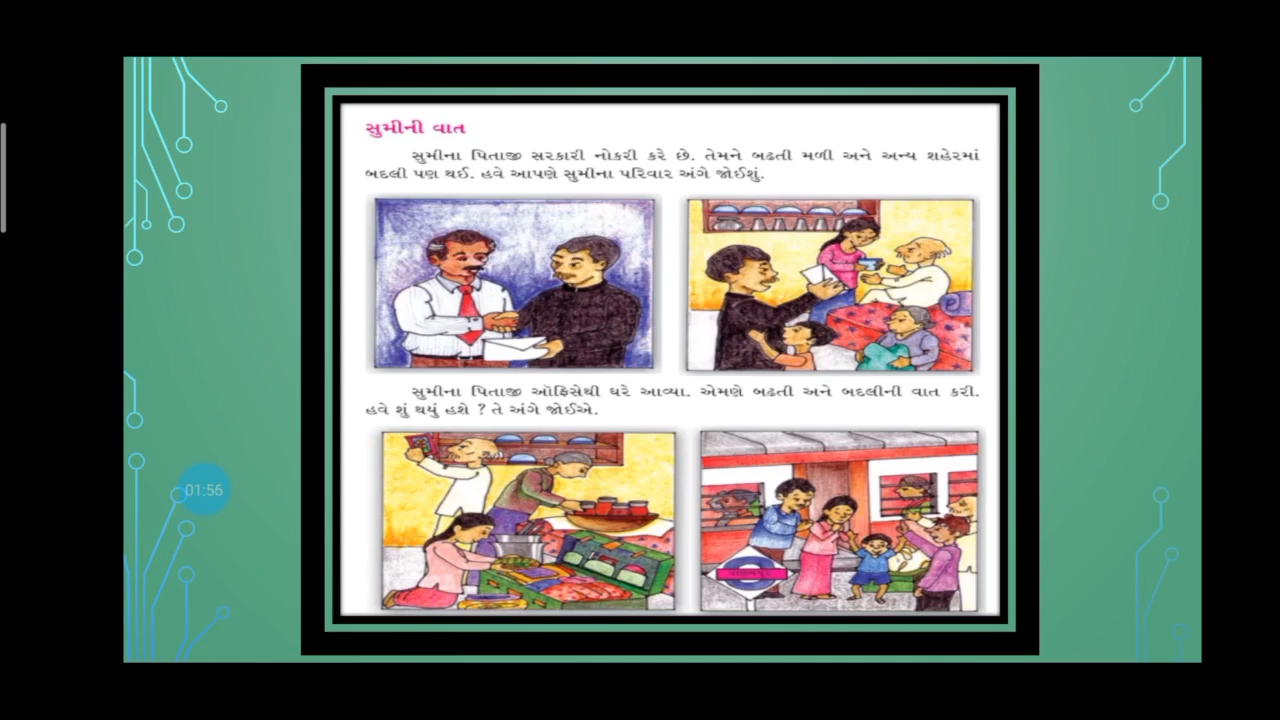 સુમીની વાત
સુમીના પિતાજી સરકારી નોકરી કરે છે. તેમને બઢતી મળી અને અન્ય શહેરમાં
બદલી પણ થઈ. હવે આપણે સુમીના પરિવાર અંગે જોઈશું.
સુમીના પિતાજી ઑફિસેથી ઘરે આવ્યા. એમણે બઢતી અને બદલીની વાત કરી.
હવે શું થયું હશે ? તે અંગે જોઈએ.
01:56